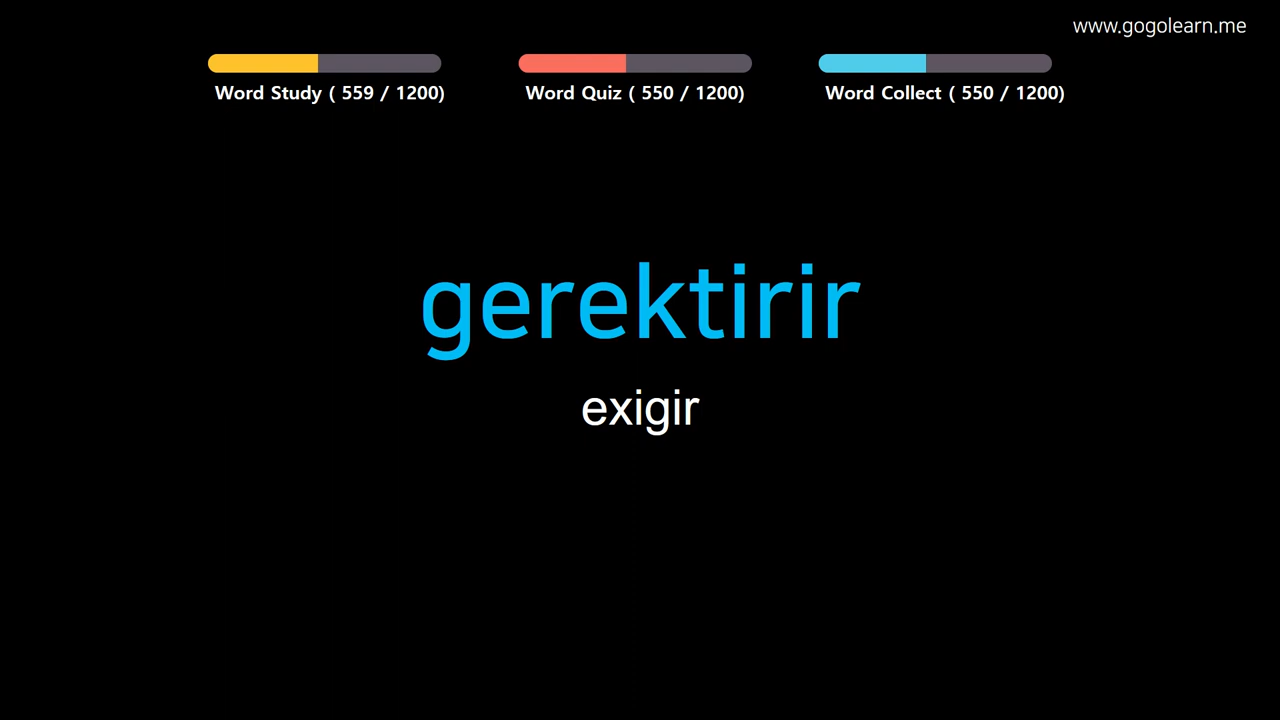 www.gogolearn.me
Word Study ( 559 / 1200)
Word Quiz ( 550 / 1200)
Word Collect ( 550 / 1200)
gerektirir
exigir